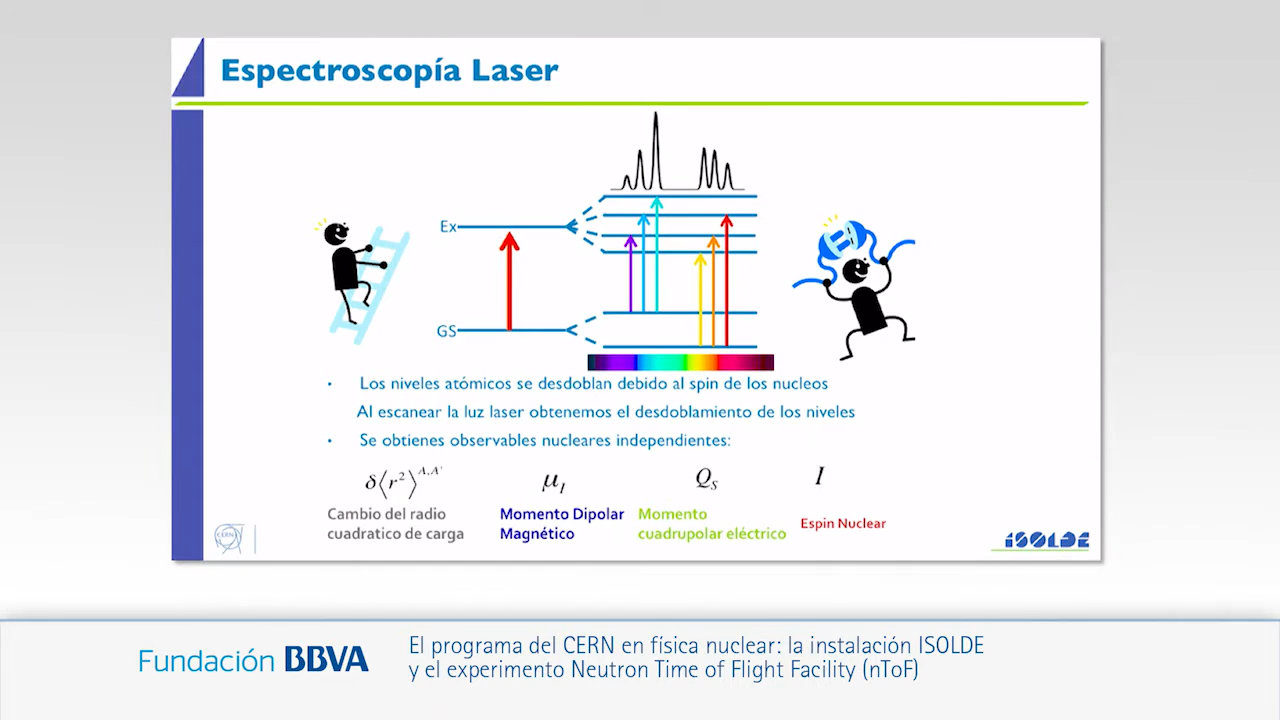 Espectroscopía Laser
Ex
GS
• Los niveles atómicos se desdoblan debido al spin de los nucleos
Al escanear la luz laser obtenemos el desdoblamiento de los niveles
• Se obtienes observables nucleares independientes:
δ⟨r²⟩^{A,A'}
μ_I
Q_S
I
Cambio del radio
cuadratico de carga
Momento Dipolar
Magnético
Momento
cuadrupolar eléctrico
Espin Nuclear
CERN
ISOLDE
Fundación BBVA
El programa del CERN en física nuclear: la instalación ISOLDE
y el experimento Neutron Time of Flight Facility (nToF)